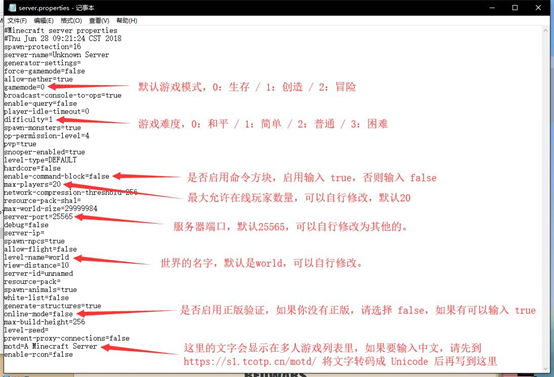 server.properties - 记事本
文件(F) 编辑(E) 格式(O) 查看(V) 帮助(H)
#Minecraft server properties
#Thu Jun 28 09:21:24 CST 2018
spawn-protection=16
server-name=Unknown Server
generator-settings=
force-gamemode=false
allow-nether=true
gamemode=0
默认游戏模式，0：生存 / 1：创造 / 2：冒险
broadcast-console-to-ops=true
enable-query=false
player-idle-timeout=0
difficulty=1
游戏难度，0：和平 / 1：简单 / 2：普通 / 3：困难
spawn-monsters=true
op-permission-level=4
pvp=true
snooper-enabled=true
level-type=DEFAULT
hardcore=false
enable-command-block=false
是否启用命令方块，启用输入 true，否则输入 false
max-players=20
最大允许在线玩家数量，可以自行修改，默认20
network-compression-threshold=256
resource-pack-sha1=
max-world-size=29999984
server-port=25565
服务器端口，默认25565，可以自行修改为其他的。
debug=false
server-ip=
spawn-npcs=true
allow-flight=false
level-name=world
世界的名字，默认是world，可以自行修改。
view-distance=10
server-id=unnamed
resource-pack=
spawn-animals=true
white-list=false
generate-structures=true
online-mode=false
是否启用正版验证，如果你没有正版，请选择 false，如果有可以输入 true
max-build-height=256
level-seed=
prevent-proxy-connections=false
motd=A Minecraft Server
这里的文字会显示在多人游戏列表里，如果要输入中文，请先到
https://s1.tcotp.cn/motd/ 将文字转码成 Unicode 后再写到这里
enable-rcon=false